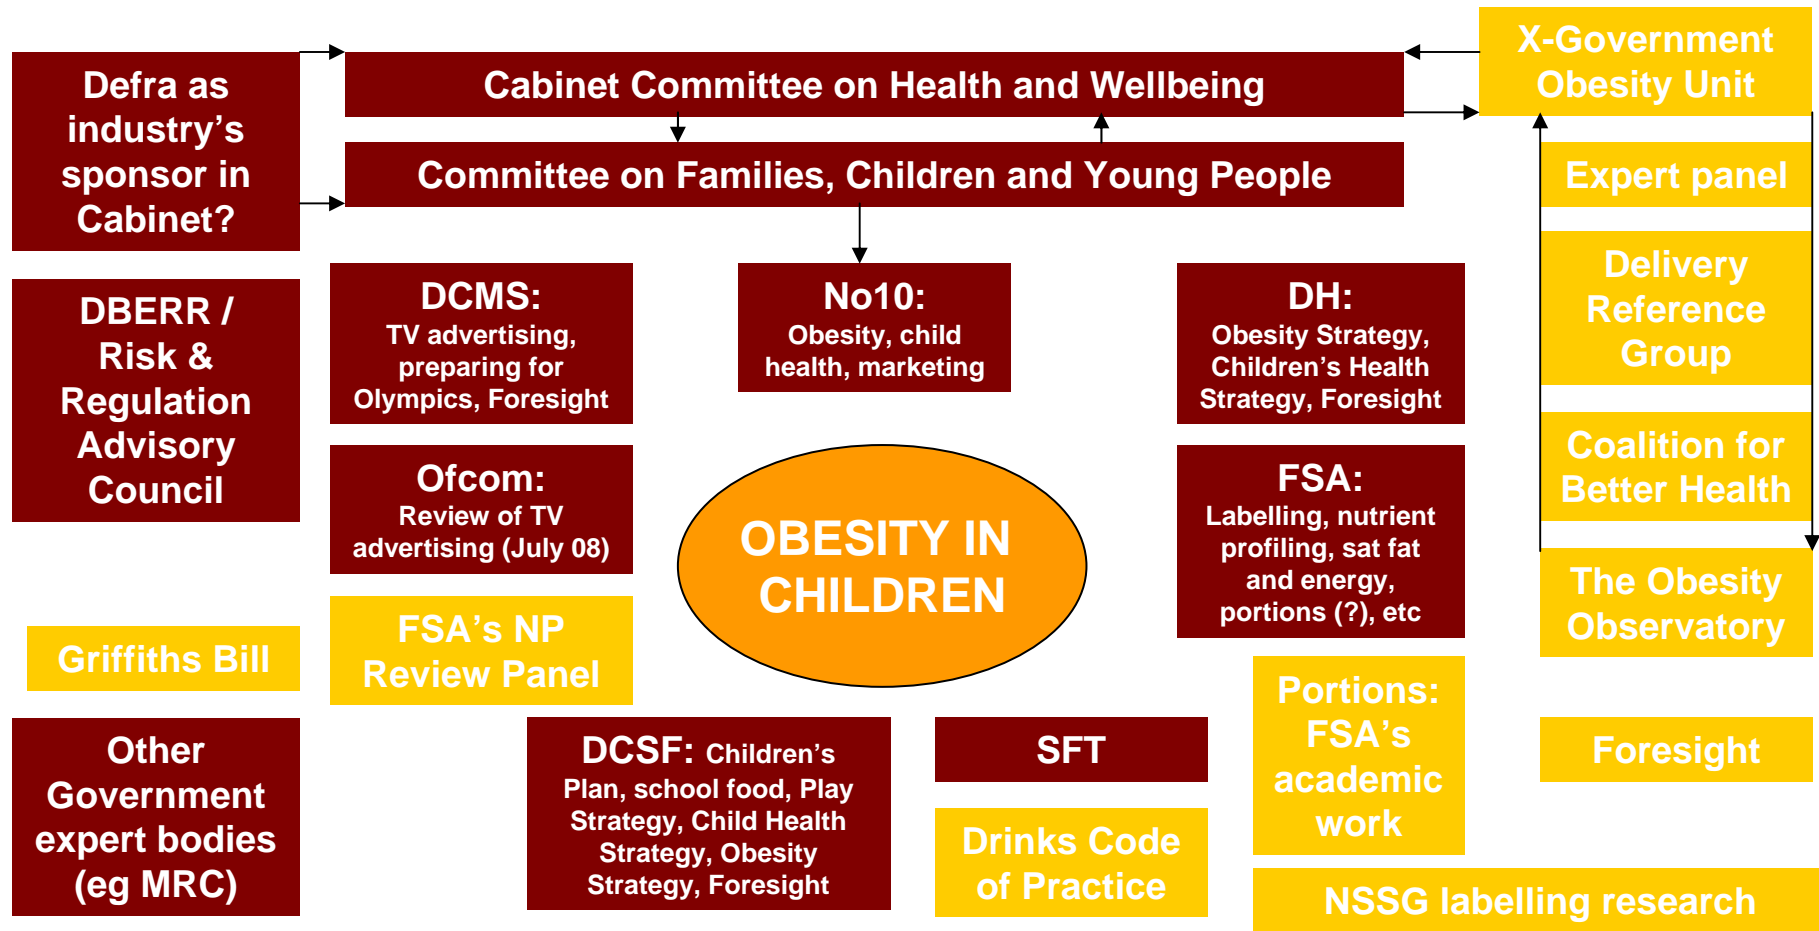 Defra as
industry’s
sponsor in
Cabinet?
Cabinet Committee on Health and Wellbeing
X-Government
Obesity Unit
Committee on Families, Children and Young People
Expert panel
DBERR /
Risk &
Regulation
Advisory
Council
DCMS:
TV advertising,
preparing for
Olympics, Foresight
No10:
Obesity, child
health, marketing
DH:
Obesity Strategy,
Children’s Health
Strategy, Foresight
Delivery
Reference
Group
Ofcom:
Review of TV
advertising (July 08)
OBESITY IN
CHILDREN
FSA:
Labelling, nutrient
profiling, sat fat
and energy,
portions (?), etc
Coalition for
Better Health
The Obesity
Observatory
Griffiths Bill
FSA’s NP
Review Panel
Other
Government
expert bodies
(eg MRC)
DCSF: Children’s
Plan, school food, Play
Strategy, Child Health
Strategy, Obesity
Strategy, Foresight
SFT
Drinks Code
of Practice
Portions:
FSA’s
academic
work
Foresight
NSSG labelling research